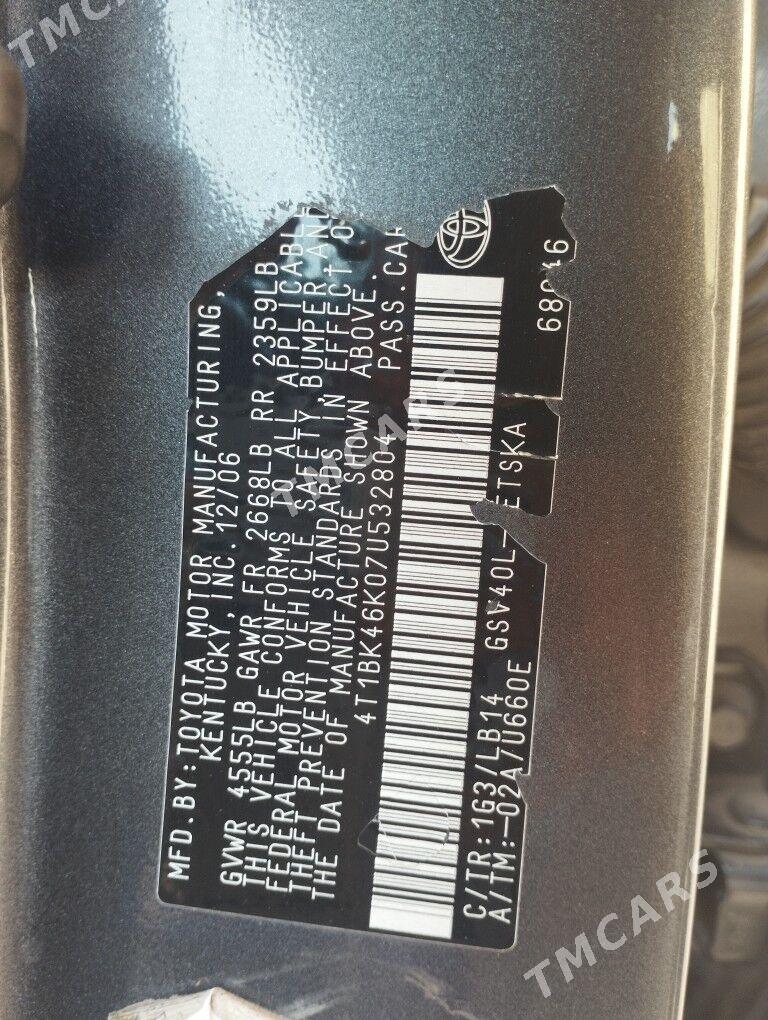 MFD.BY:TOYOTA MOTOR MANUFACTURING,
KENTUCKY, INC. 12/06
GVWR 4555LB GAWR FR 2668LB RR 2359LB
THIS VEHICLE CONFORMS TO ALL APPLICABL
FEDERAL MOTOR VEHICLE SAFETY, BUMPER, AND
THEFT PREVENTION STANDARDS IN EFFECT O
THE DATE OF MANUFACTURE SHOWN ABOVE.
4T1BK46K07U532804 PASS.CAR
C/TR:1G3/LB14 GSV40L-ETSKA
A/TM:-02A/U660E
TMCARS
TMCARS
TMCARS